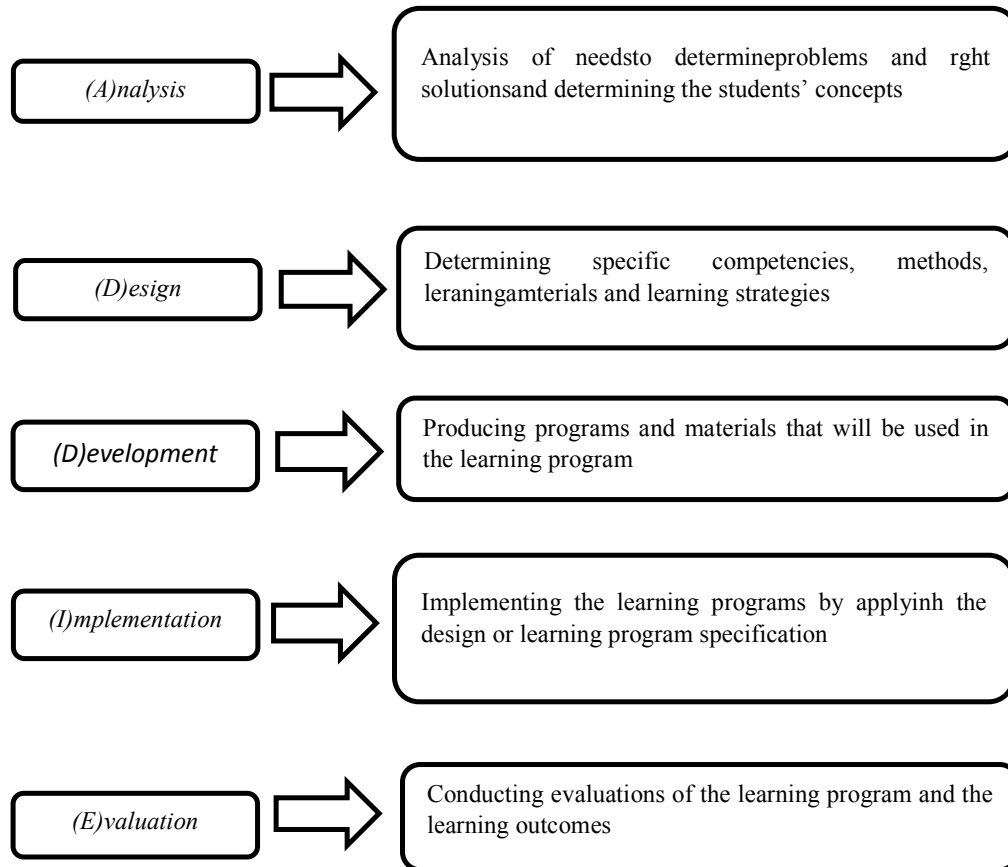 (A)nalysis
Analysis of needsto determineproblems and rght
solutionsand determining the students’ concepts
(D)esign
Determining specific competencies, methods,
leraningamterials and learning strategies
(D)evelopment
Producing programs and materials that will be used in
the learning program
(I)mplementation
Implementing the learning programs by applyinh the
design or learning program specification
(E)valuation
Conducting evaluations of the learning program and the
learning outcomes